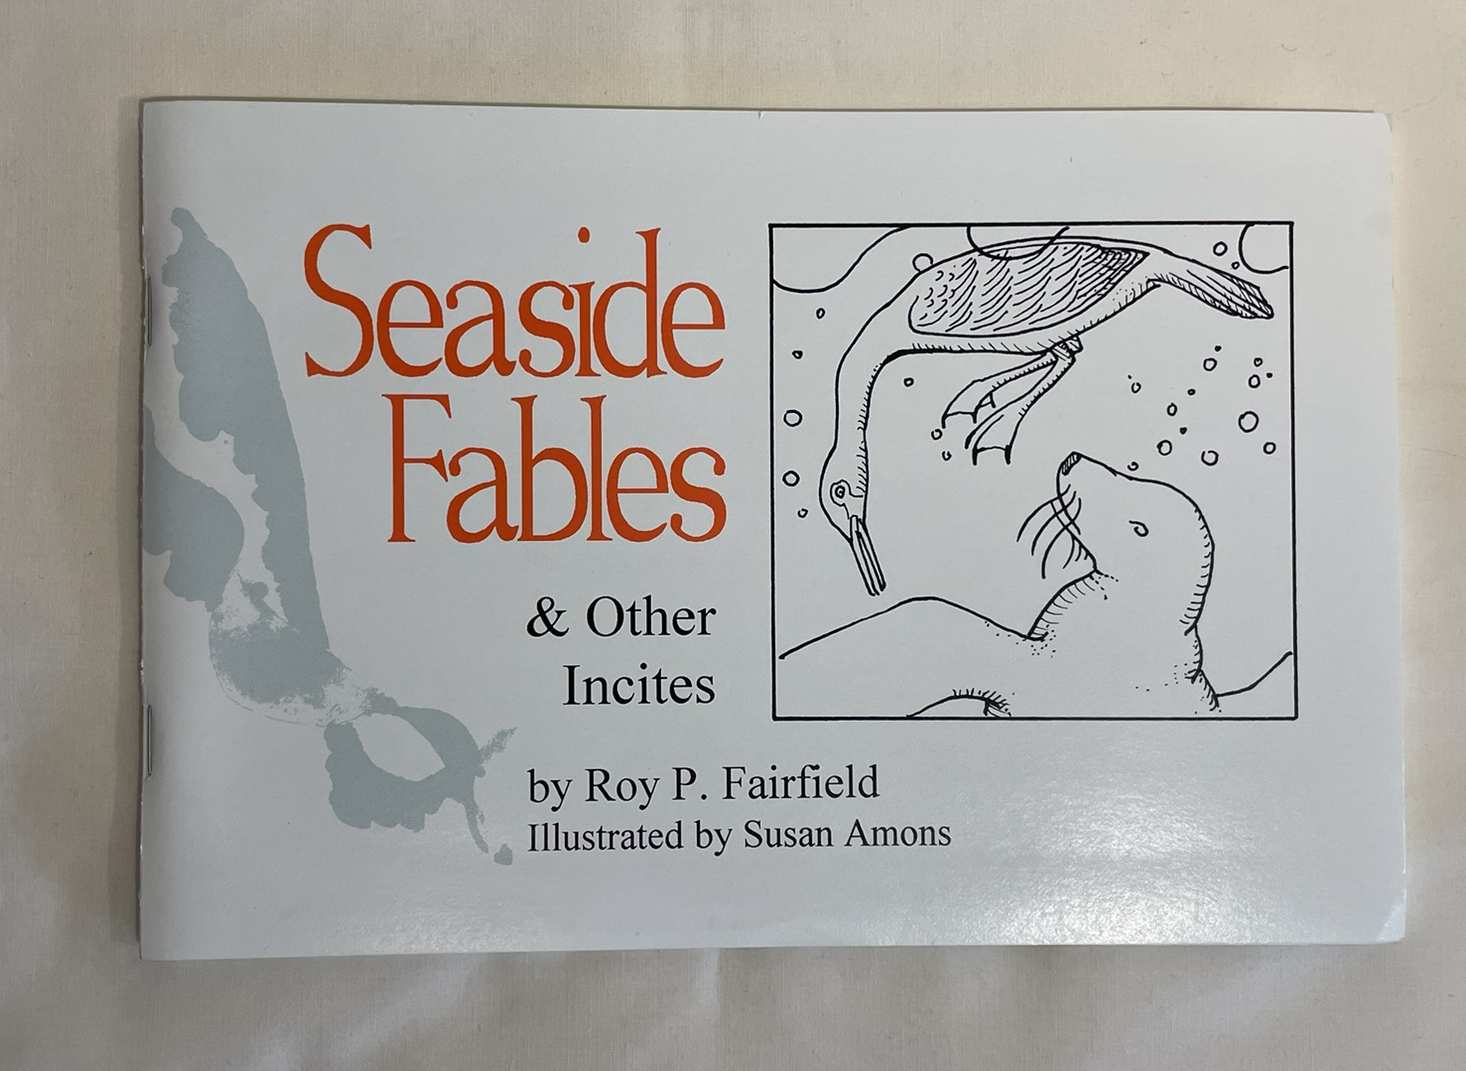 Seaside
Fables
& Other
Incites
by Roy P. Fairfield
Illustrated by Susan Amons